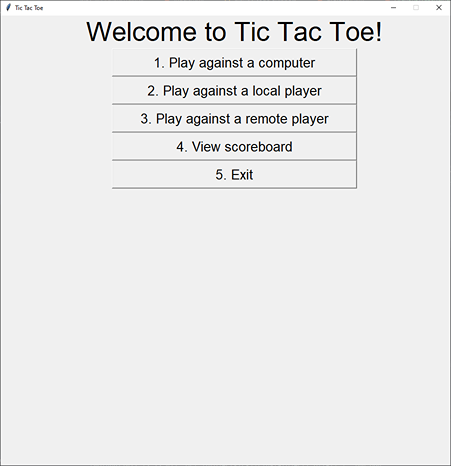 Tic Tac Toe
Welcome to Tic Tac Toe!
1. Play against a computer
2. Play against a local player
3. Play against a remote player
4. View scoreboard
5. Exit